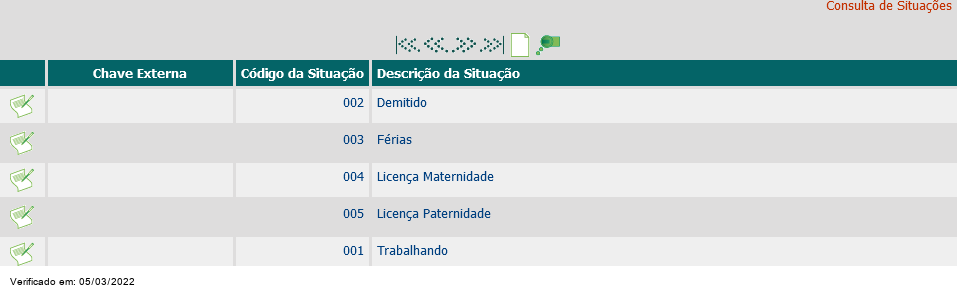 Consulta de Situações
Chave Externa Código da Situação Descrição da Situação
002 Demitido
003 Férias
004 Licença Maternidade
005 Licença Paternidade
001 Trabalhando
Verificado em: 05/03/2022